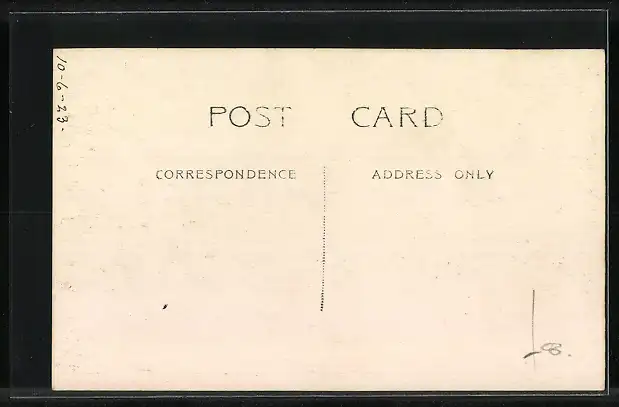 10-6-23.
POST CARD
CORRESPONDENCE
ADDRESS ONLY